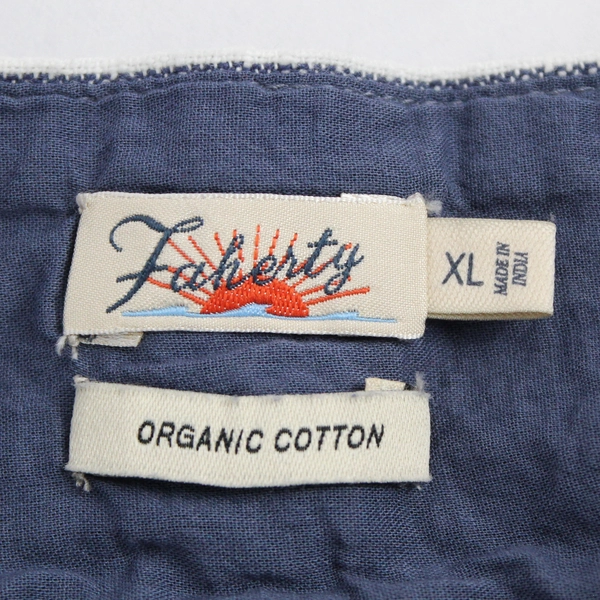 Faherty
XL
MADE IN
INDIA
ORGANIC COTTON